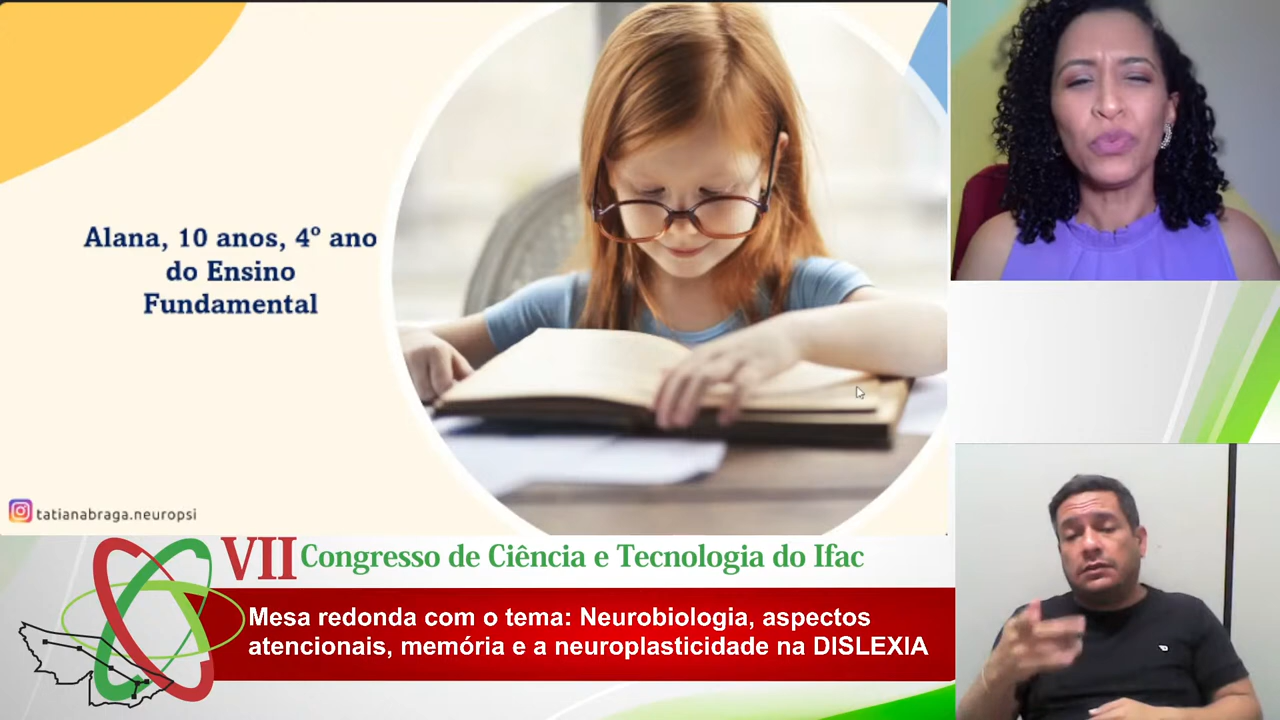 Alana, 10 anos, 4º ano
do Ensino
Fundamental
tatianabraga.neuropsi
VII Congresso de Ciência e Tecnologia do Ifac
Mesa redonda com o tema: Neurobiologia, aspectos
atencionais, memória e a neuroplasticidade na DISLEXIA